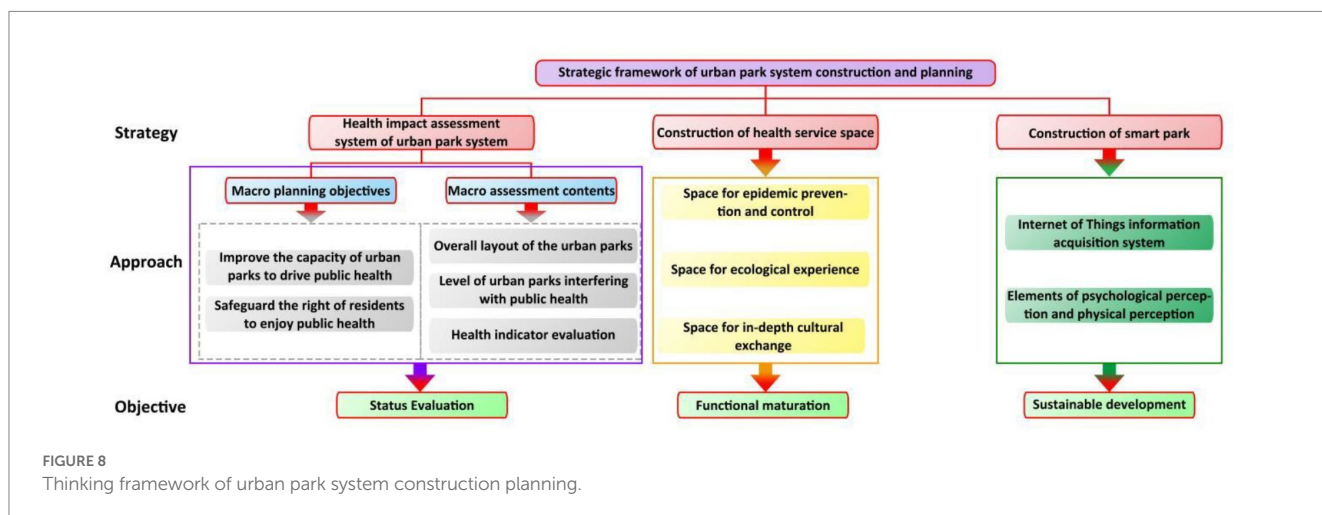 Strategic framework of urban park system construction and planning
Strategy
Health impact assessment
system of urban park system
Construction of health service space
Construction of smart park
Approach
Macro planning objectives
Improve the capacity of urban
parks to drive public health
Safeguard the right of residents
to enjoy public health
Macro assessment contents
Overall layout of the urban parks
Level of urban parks interfering
with public health
Health indicator evaluation
Space for epidemic preven-
tion and control
Space for ecological experience
Space for in-depth cultural
exchange
Internet of Things information
acquisition system
Elements of psychological percep-
tion and physical perception
Objective
Status Evaluation
Functional maturation
Sustainable development
FIGURE 8
Thinking framework of urban park system construction planning.